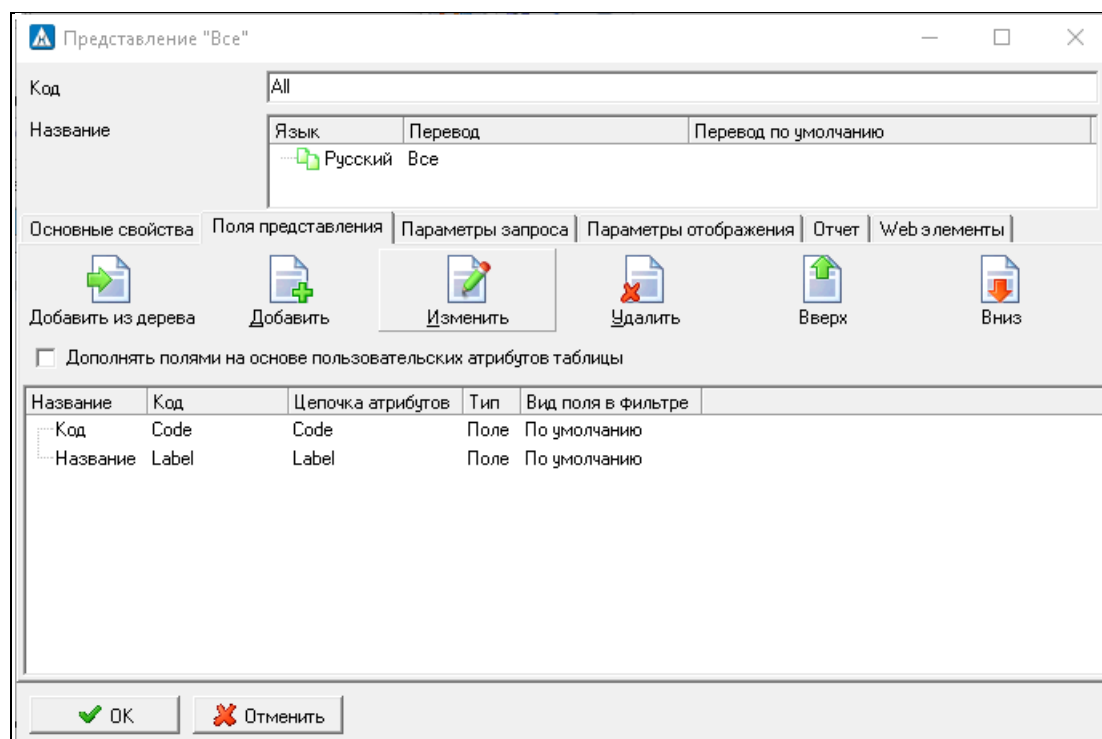 Представление "Все"
Код All
Название Язык Перевод Перевод по умолчанию
Русский Все
Основные свойства Поля представления Параметры запроса Параметры отображения Отчет Web элементы
Добавить из дерева Добавить Изменить Удалить Вверх Вниз
Дополнять полями на основе пользовательских атрибутов таблицы
Название Код Цепочка атрибутов Тип Вид поля в фильтре
Код Code Code Поле По умолчанию
Название Label Label Поле По умолчанию
OK Отменить